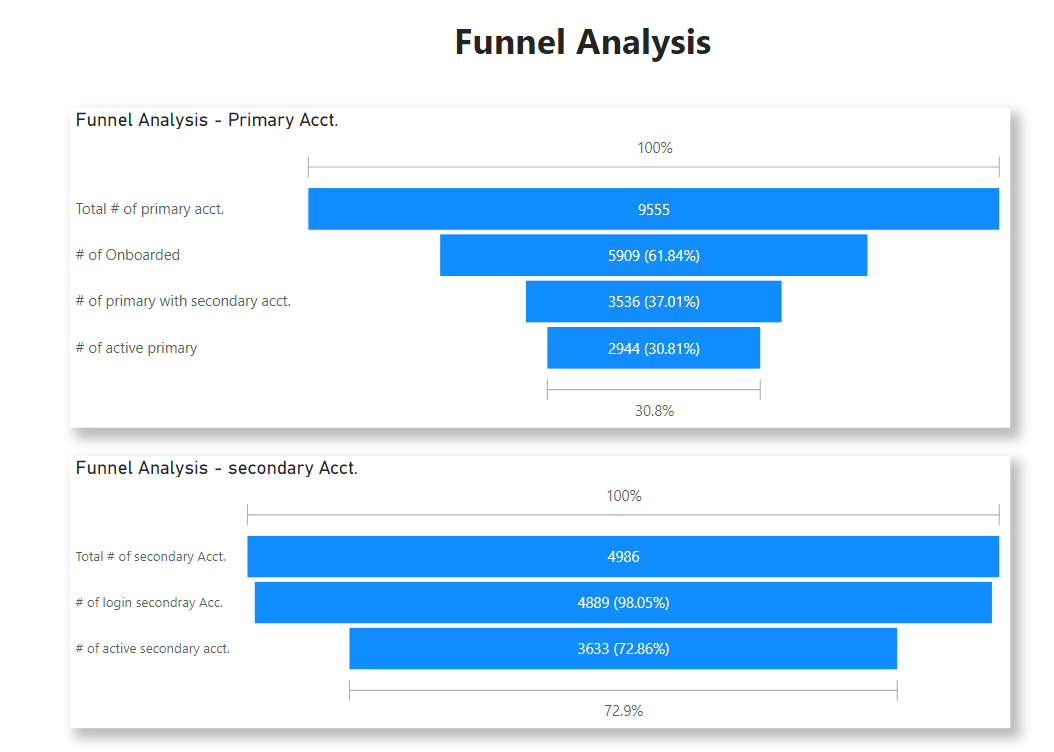 Funnel Analysis
Funnel Analysis - Primary Acct.
100%
Total # of primary acct.
9555
# of Onboarded
5909 (61.84%)
# of primary with secondary acct.
3536 (37.01%)
# of active primary
2944 (30.81%)
30.8%
Funnel Analysis - secondary Acct.
100%
Total # of secondary Acct.
4986
# of login secondray Acc.
4889 (98.05%)
# of active secondary acct.
3633 (72.86%)
72.9%